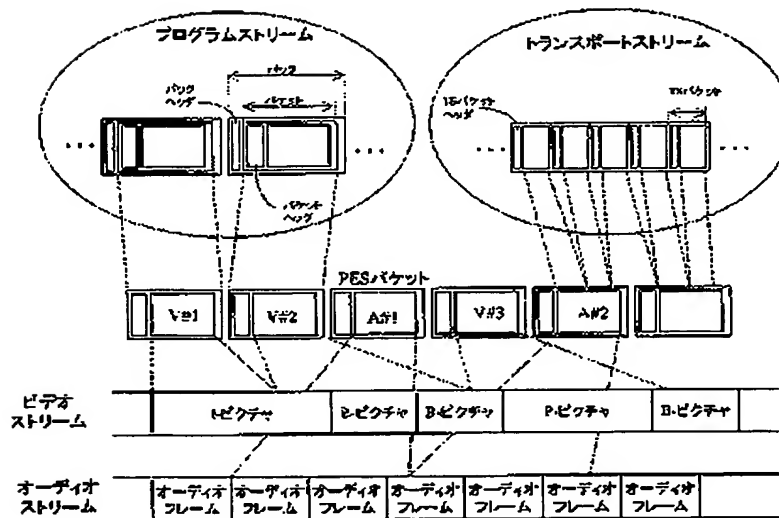 プログラムストリーム
パック
パック
ヘッダ
パケット
パケット
ヘッダ
・・・
・・・
トランスポートストリーム
TSパケット
TSパケット
ヘッダ
・・・
・・・
PESパケット
V#1
V#2
A#1
V#3
A#2
ビデオ
ストリーム
I-ピクチャ
B-ピクチャ
B-ピクチャ
P-ピクチャ
B-ピクチャ
オーディオ
ストリーム
オーディオ
フレーム
オーディオ
フレーム
オーディオ
フレーム
オーディオ
フレーム
オーディオ
フレーム
オーディオ
フレーム
オーディオ
フレーム